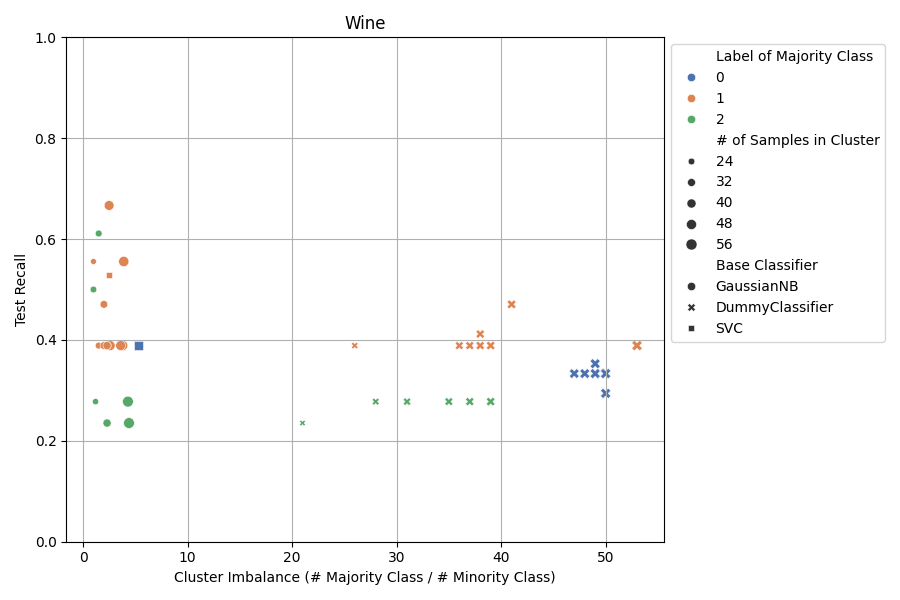 Wine
Test Recall
1.0
0.8
0.6
0.4
0.2
0.0
0
10
20
30
40
50
Cluster Imbalance (# Majority Class / # Minority Class)
Label of Majority Class
0
1
2
# of Samples in Cluster
24
32
40
48
56
Base Classifier
GaussianNB
DummyClassifier
SVC